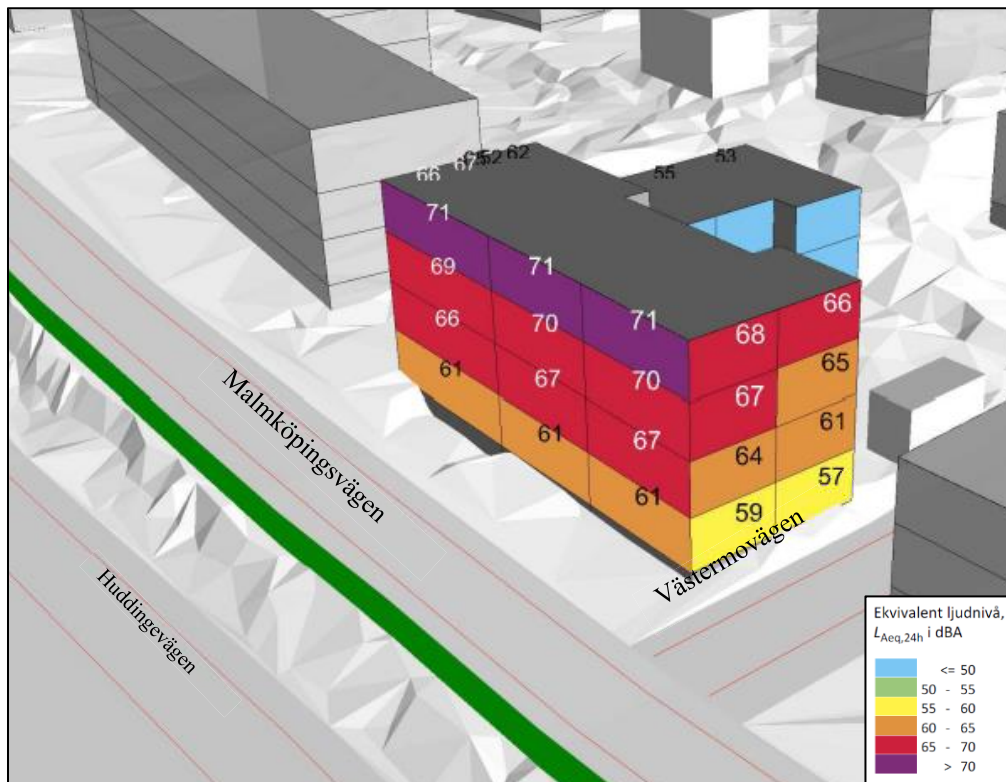 66 67 62 62
55 53
71 71 71
69 70 70
66 67 67
61 61 61
68 66
67 65
64 61
59 57
Malmköpingsvägen
Västermovägen
Huddingevägen
Ekvivalent ljudnivå,
LAeq,24h i dBA
<= 50
50 - 55
55 - 60
60 - 65
65 - 70
> 70